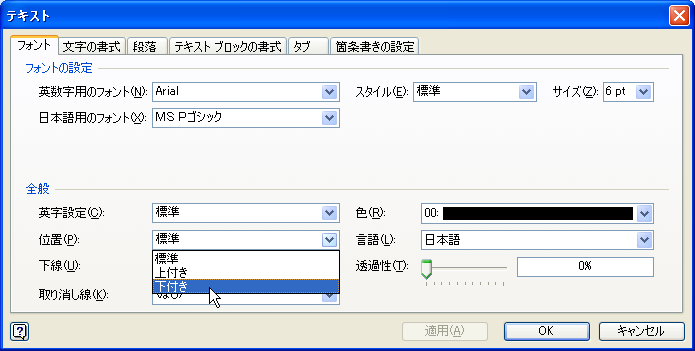 テキスト
フォント 文字の書式 段落 テキスト ブロックの書式 タブ 箇条書きの設定
フォントの設定
英数字用のフォント(N): Arial スタイル(E): 標準 サイズ(Z): 6 pt
日本語用のフォント(X): MS Pゴシック
全般
英字設定(C): 標準 色(R): 00:
位置(P): 標準 言語(L): 日本語
下線(U): 標準 透過性(T): 0%
上付き
下付き
取り消し線(K):
適用(A) OK キャンセル